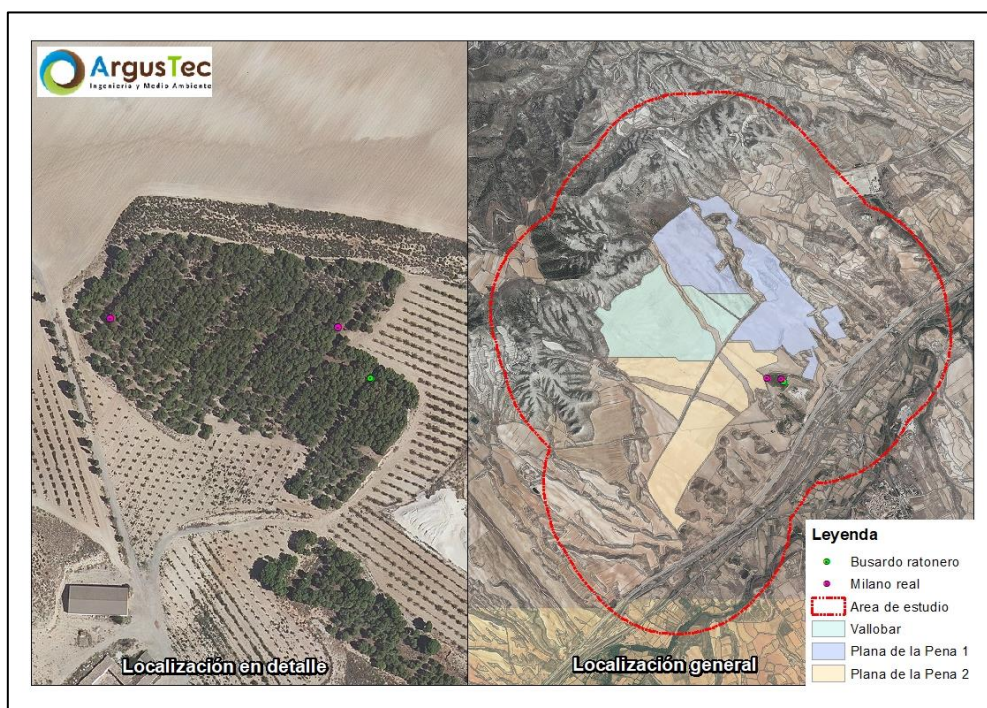 ArgusTec
Ingeniería y Medio Ambiente
Localización en detalle
Localización general
Leyenda
Busardo ratonero
Milano real
Area de estudio
Vallobar
Plana de la Pena 1
Plana de la Pena 2